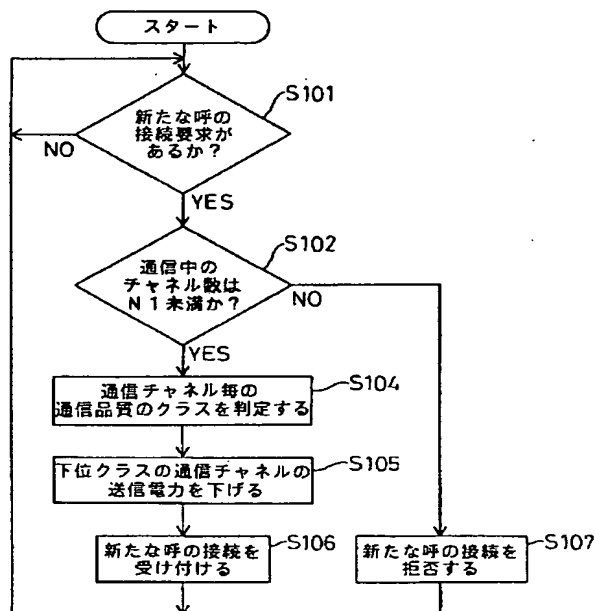 スタート
新たな呼の
接続要求が
あるか?
S101
NO
YES
通信中の
チャネル数は
N1未満か?
S102
NO
YES
通信チャネル毎の
通信品質のクラスを判定する
S104
下位クラスの通信チャネルの
送信電力を下げる
S105
新たな呼の接続を
受け付ける
S106
新たな呼の接続を
拒否する
S107